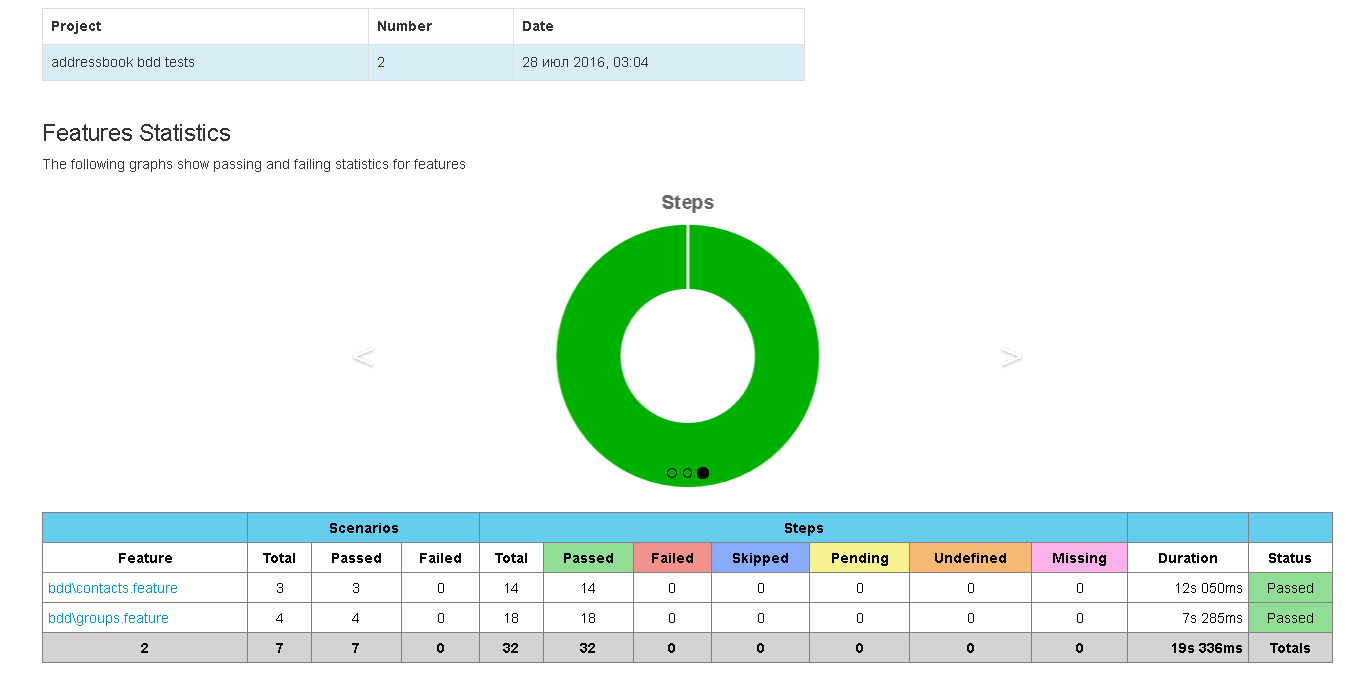 Project Number Date
addressbook bdd tests 2 28 июл 2016, 03:04
Features Statistics
The following graphs show passing and failing statistics for features
Steps
< >
Scenarios Steps
Feature Total Passed Failed Total Passed Failed Skipped Pending Undefined Missing Duration Status
bdd\contacts.feature 3 3 0 14 14 0 0 0 0 0 12s 050ms Passed
bdd\groups.feature 4 4 0 18 18 0 0 0 0 0 7s 285ms Passed
2 7 7 0 32 32 0 0 0 0 0 19s 336ms Totals